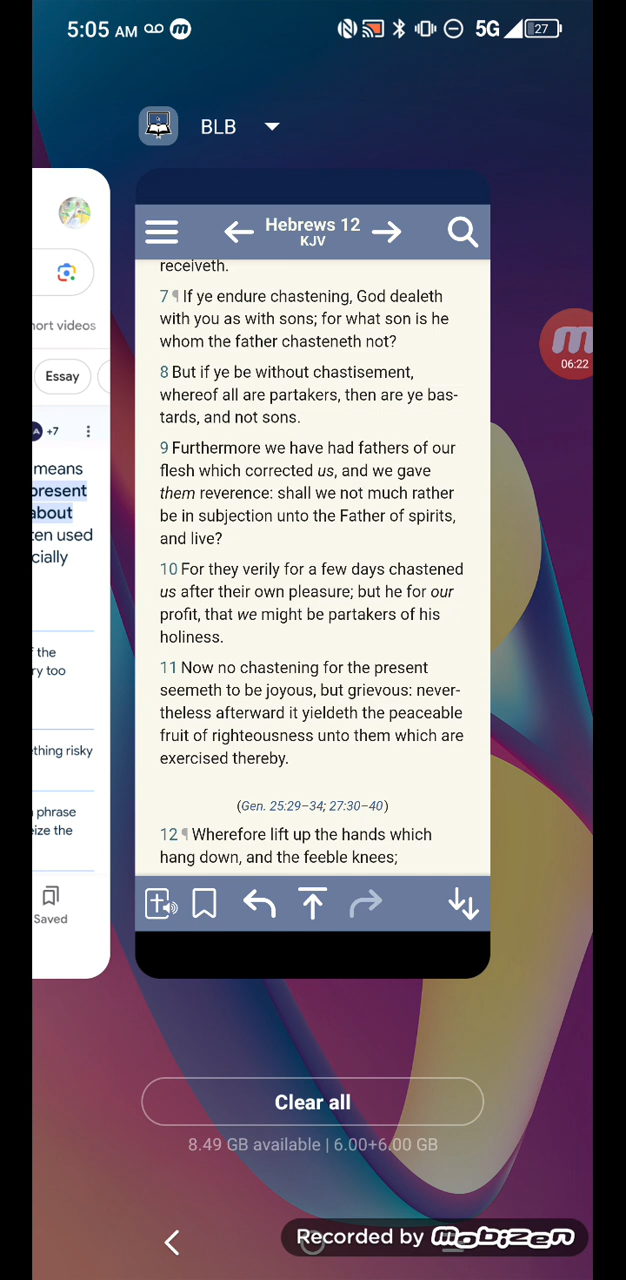 5:05 AM
5G
27
BLB
Hebrews 12
KJV
receiveth.
7 ¶ If ye endure chastening, God dealeth
with you as with sons; for what son is he
whom the father chasteneth not?
8 But if ye be without chastisement,
whereof all are partakers, then are ye bas-
tards, and not sons.
9 Furthermore we have had fathers of our
flesh which corrected us, and we gave
them reverence: shall we not much rather
be in subjection unto the Father of spirits,
and live?
10 For they verily for a few days chastened
us after their own pleasure; but he for our
profit, that we might be partakers of his
holiness.
11 Now no chastening for the present
seemeth to be joyous, but grievous: never-
theless afterward it yieldeth the peaceable
fruit of righteousness unto them which are
exercised thereby.
(Gen. 25:29–34; 27:30–40)
12 ¶ Wherefore lift up the hands which
hang down, and the feeble knees;
hort videos
Essay
+7
means
present
about
ten used
cially
f the
ry too
ething risky
phrase
eize the
Saved
06:22
Clear all
8.49 GB available | 6.00+6.00 GB
Recorded by mobizen